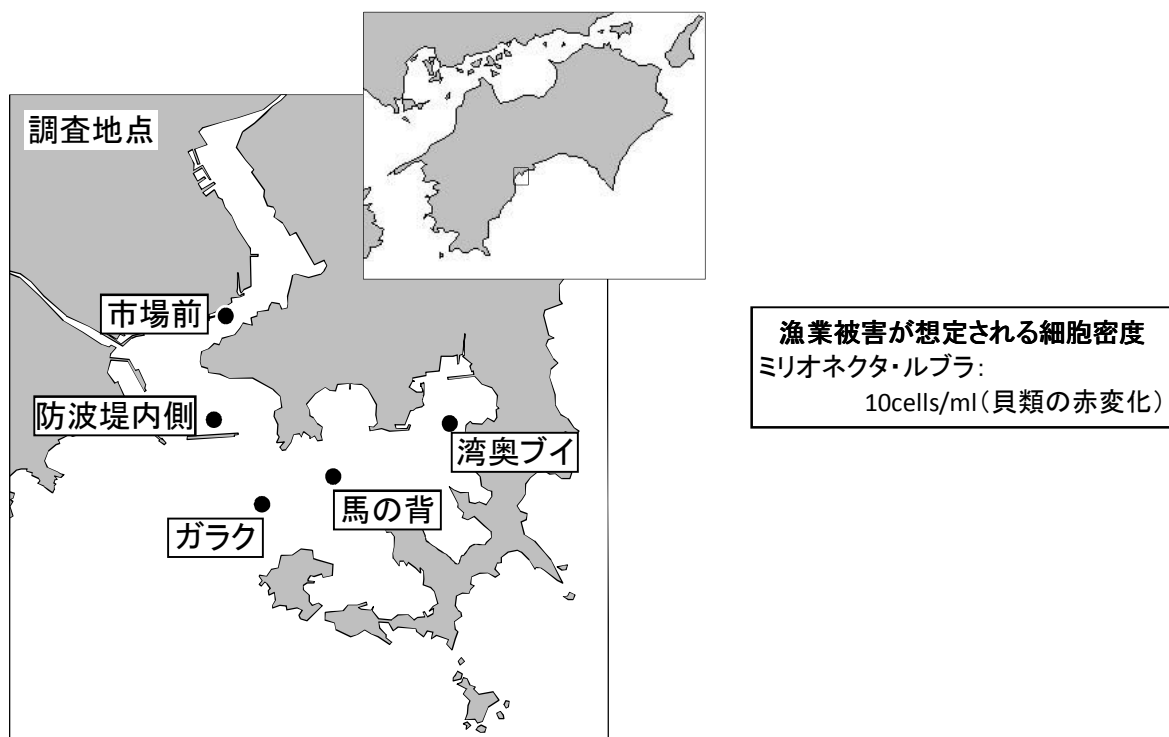 調査地点
市場前
防波堤内側
湾奥ブイ
馬の背
ガラク
漁業被害が想定される細胞密度
ミリオネクタ・ルブラ：
10cells/ml（貝類の赤変化）